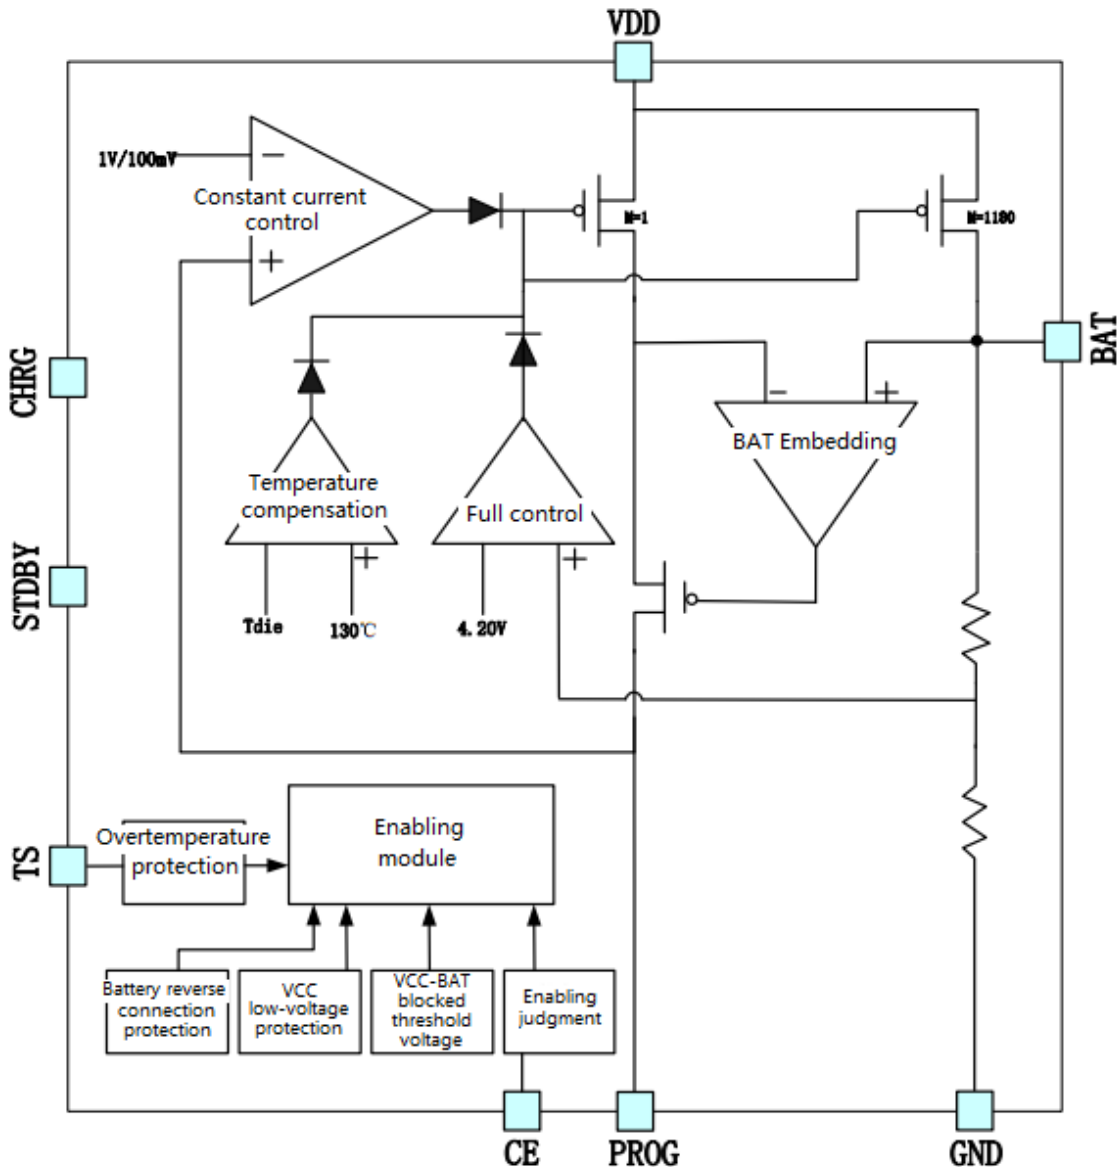 VDD
1V/100mV
−
Constant current
control
+
M=1
M=1180
CHRG
BAT
−
+
BAT Embedding
Temperature
compensation
+
Full control
+
Tdie
130℃
4.20V
STDBY
TS
Overtemperature
protection
Enabling
module
Battery reverse
connection
protection
VCC
low-voltage
protection
VCC-BAT
blocked
threshold
voltage
Enabling
judgment
CE
PROG
GND